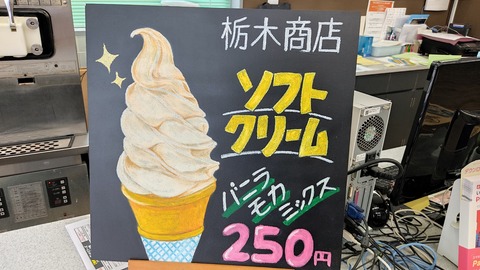 栃木商店
ソフト
クリーム
バニラ
モカ
ミックス
250円